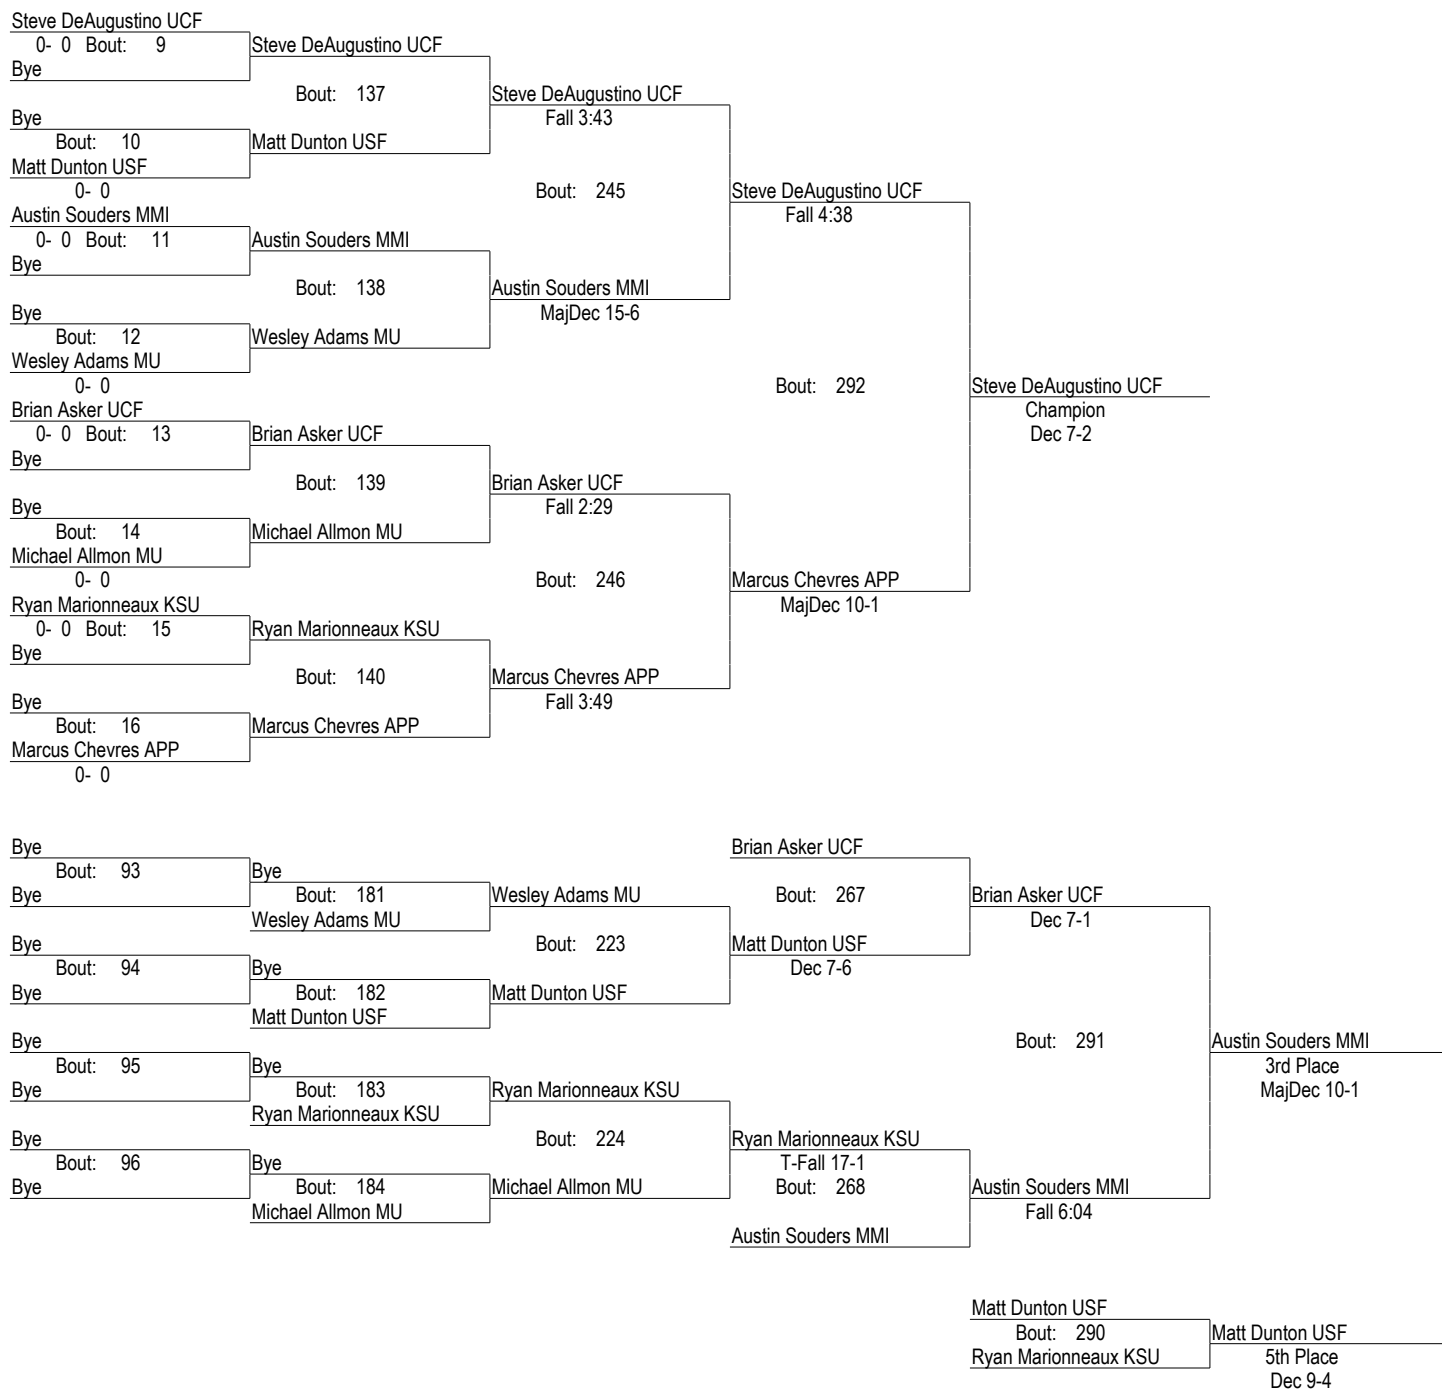 Steve DeAugustino UCF
0- 0 Bout: 9
Steve DeAugustino UCF
Bye
Bout: 137
Steve DeAugustino UCF
Bye
Fall 3:43
Bout: 10
Matt Dunton USF
Matt Dunton USF
0- 0
Bout: 245
Steve DeAugustino UCF
Austin Souders MMI
Fall 4:38
0- 0 Bout: 11
Austin Souders MMI
Bye
Bout: 138
Austin Souders MMI
Bye
MajDec 15-6
Bout: 12
Wesley Adams MU
Wesley Adams MU
0- 0
Bout: 292
Steve DeAugustino UCF
Brian Asker UCF
Champion
0- 0 Bout: 13
Brian Asker UCF
Dec 7-2
Bye
Bout: 139
Brian Asker UCF
Bye
Fall 2:29
Bout: 14
Michael Allmon MU
Michael Allmon MU
0- 0
Bout: 246
Marcus Chevres APP
Ryan Marionneaux KSU
MajDec 10-1
0- 0 Bout: 15
Ryan Marionneaux KSU
Bye
Bout: 140
Marcus Chevres APP
Bye
Fall 3:49
Bout: 16
Marcus Chevres APP
Marcus Chevres APP
0- 0
Bye
Brian Asker UCF
Bout: 93
Bye
Bye
Bout: 181
Wesley Adams MU
Bout: 267
Brian Asker UCF
Wesley Adams MU
Dec 7-1
Bye
Bout: 223
Matt Dunton USF
Bout: 94
Bye
Dec 7-6
Bye
Bout: 182
Matt Dunton USF
Matt Dunton USF
Bye
Bout: 291
Austin Souders MMI
Bout: 95
Bye
3rd Place
Bye
Bout: 183
Ryan Marionneaux KSU
MajDec 10-1
Ryan Marionneaux KSU
Bye
Bout: 224
Ryan Marionneaux KSU
Bout: 96
Bye
T-Fall 17-1
Bye
Bout: 184
Michael Allmon MU
Bout: 268
Austin Souders MMI
Michael Allmon MU
Fall 6:04
Austin Souders MMI
Matt Dunton USF
Bout: 290
Matt Dunton USF
Ryan Marionneaux KSU
5th Place
Dec 9-4